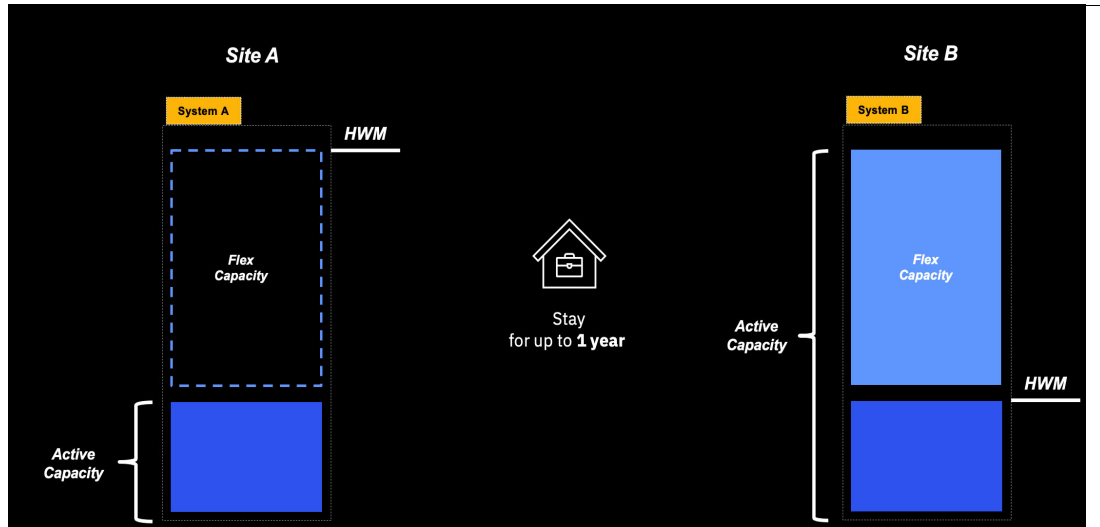 Site A
Site B
System A
System B
HWM
Flex
Capacity
Flex
Capacity
Stay
for up to 1 year
Active
Capacity
HWM
Active
Capacity